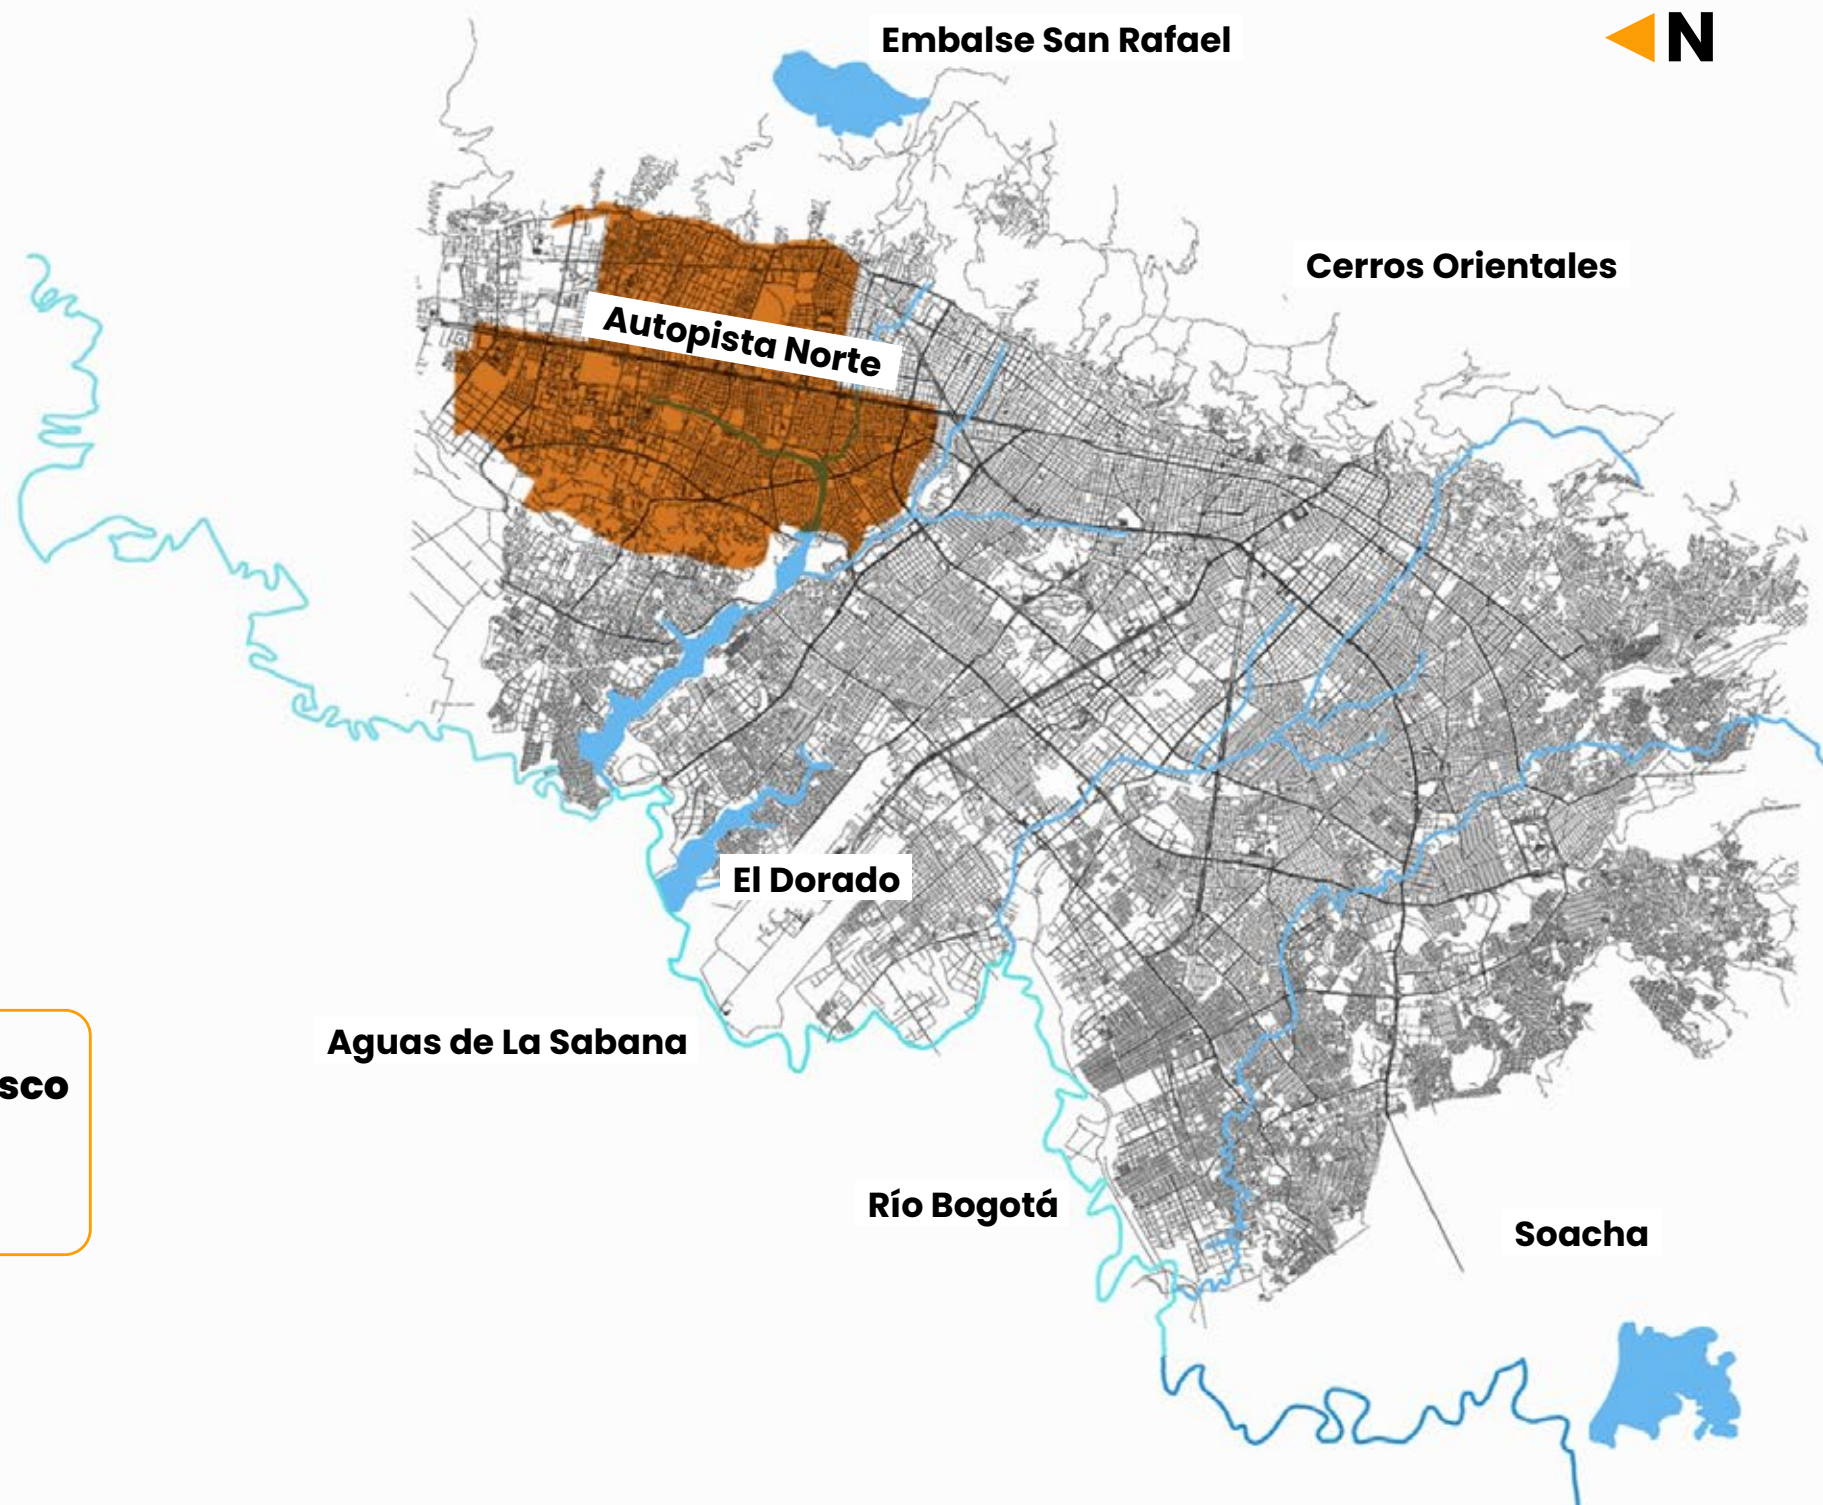 Embalse San Rafael
N
Cerros Orientales
Autopista Norte
El Dorado
Aguas de La Sabana
sco
Río Bogotá
Soacha